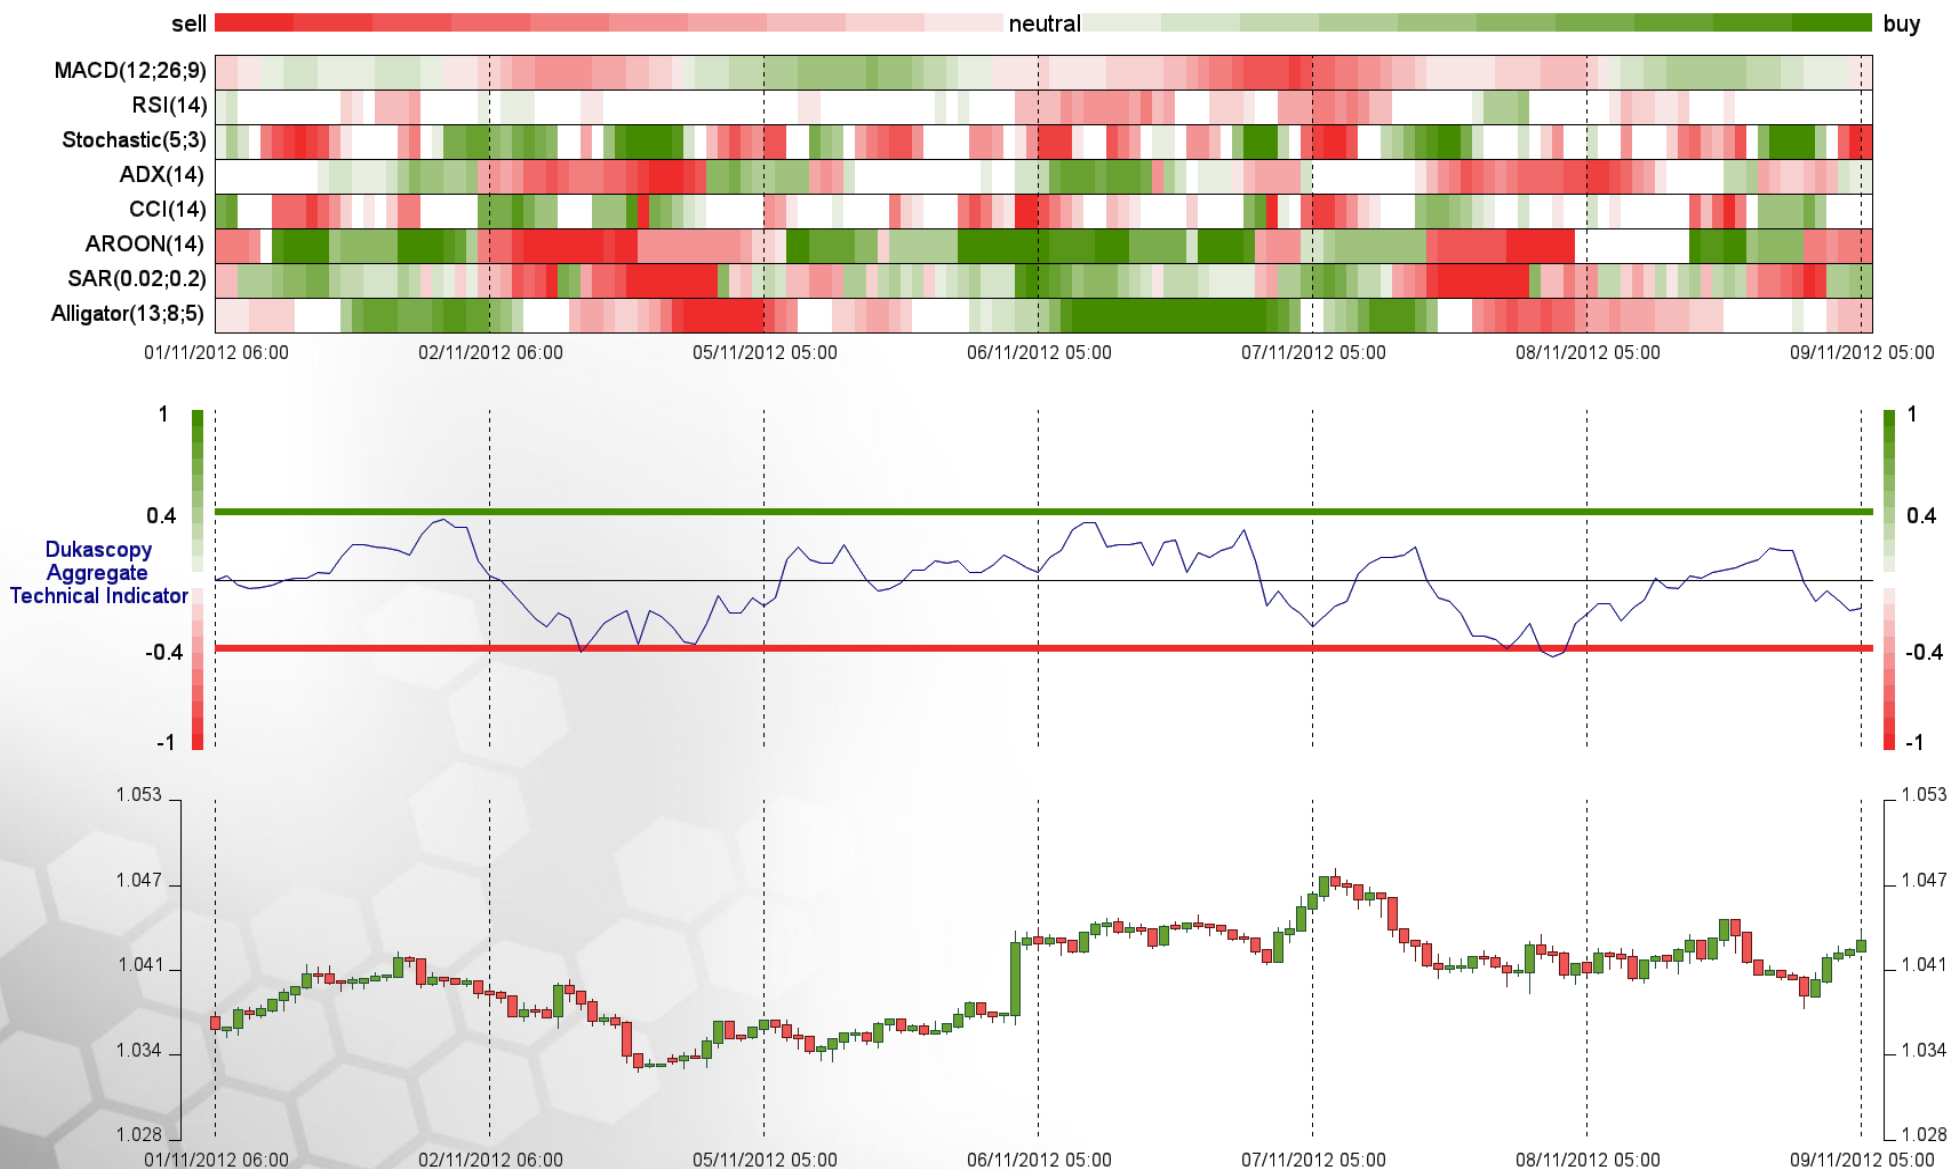 sell neutral buy
MACD(12;26;9)
RSI(14)
Stochastic(5;3)
ADX(14)
CCI(14)
AROON(14)
SAR(0.02;0.2)
Alligator(13;8;5)
01/11/2012 06:00 02/11/2012 06:00 05/11/2012 05:00 06/11/2012 05:00 07/11/2012 05:00 08/11/2012 05:00 09/11/2012 05:00
1 1
0.4 0.4
Dukascopy
Aggregate
Technical Indicator
-0.4 -0.4
-1 -1
1.053 1.053
1.047 1.047
1.041 1.041
1.034 1.034
1.028 1.028
01/11/2012 06:00 02/11/2012 06:00 05/11/2012 05:00 06/11/2012 05:00 07/11/2012 05:00 08/11/2012 05:00 09/11/2012 05:00